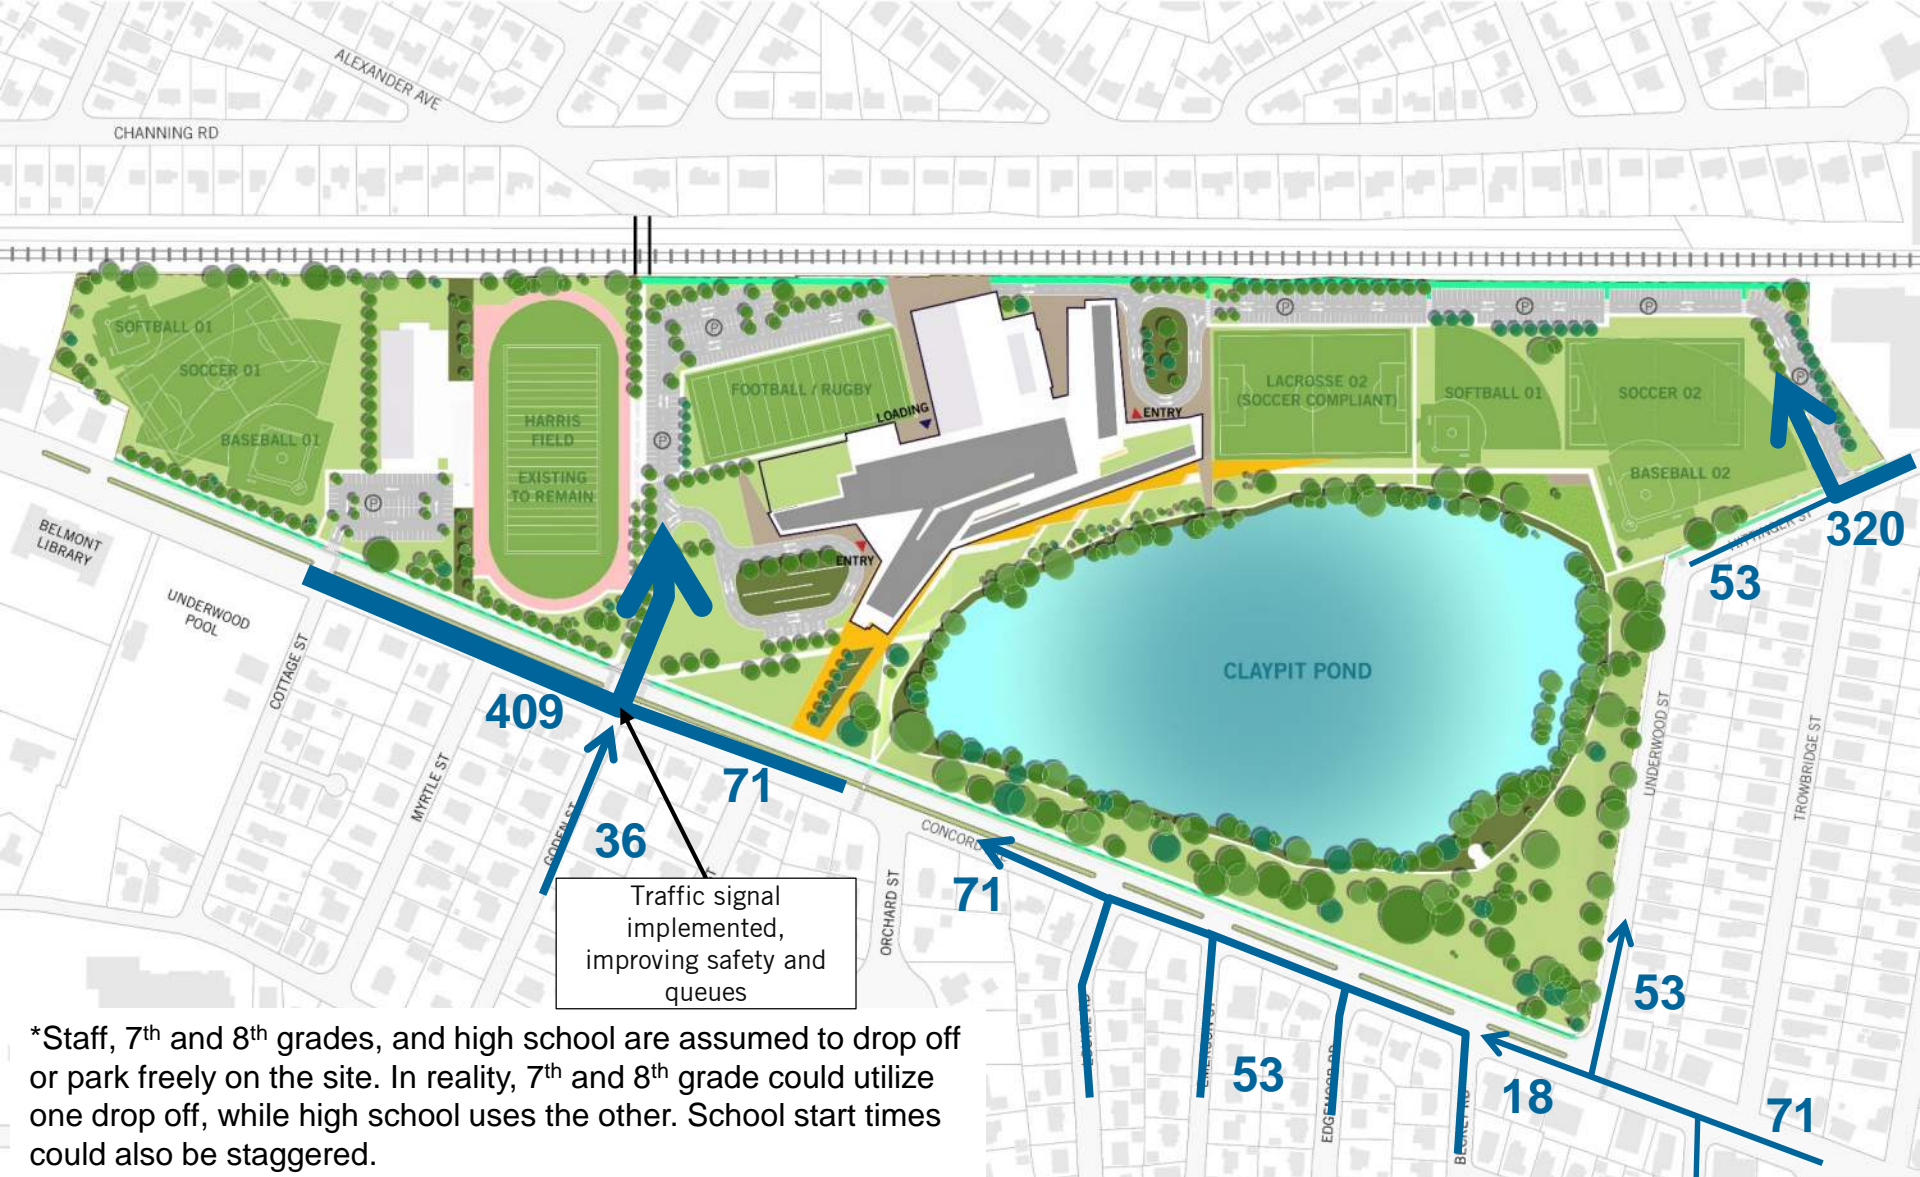 ALEXANDER AVE
CHANNING RD
SOFTBALL 01
SOCCER 01
BASEBALL 01
HARRIS
FIELD
EXISTING
TO REMAIN
P
P
P
FOOTBALL / RUGBY
LOADING
ENTRY
ENTRY
P
P
P
P
LACROSSE 02
(SOCCER COMPLIANT)
SOFTBALL 01
SOCCER 02
BASEBALL 02
320
53
BELMONT
LIBRARY
UNDERWOOD
POOL
COTTAGE ST
MYRTLE ST
GODEN ST
409
71
36
CLAYPIT POND
UNDERWOOD ST
TROWBRIDGE ST
CONCORD
ORCHARD ST
71
Traffic signal
implemented,
improving safety and
queues
53
53
18
71
EDGEMOOR RD
*Staff, 7th and 8th grades, and high school are assumed to drop off
or park freely on the site. In reality, 7th and 8th grade could utilize
one drop off, while high school uses the other. School start times
could also be staggered.